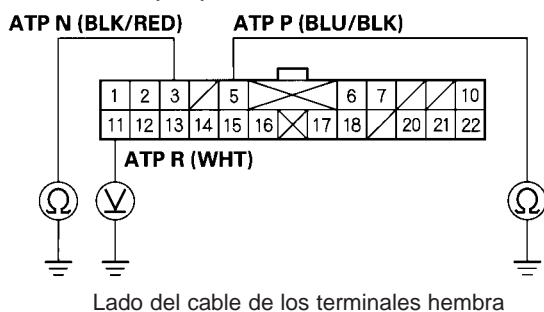 ATP N (BLK/RED) ATP P (BLU/BLK)
1 2 3 5 6 7 10
11 12 13 14 15 16 17 18 20 21 22
ATP R (WHT)
Ω V Ω
Lado del cable de los terminales hembra